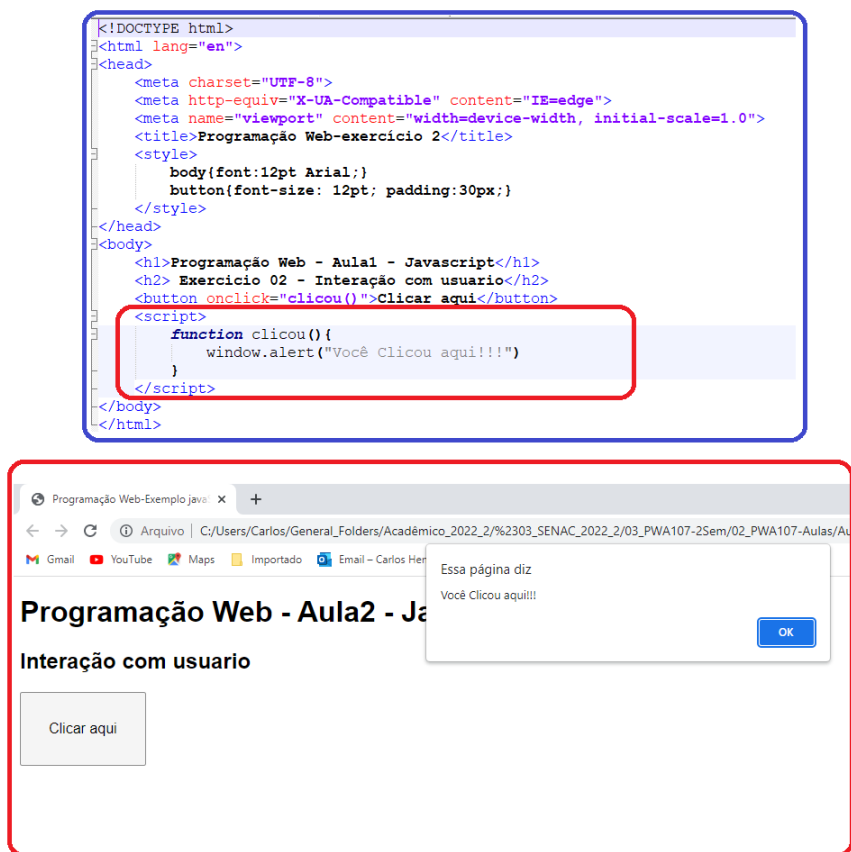 <!DOCTYPE html>
<html lang="en">
<head>
<meta charset="UTF-8">
<meta http-equiv="X-UA-Compatible" content="IE=edge">
<meta name="viewport" content="width=device-width, initial-scale=1.0">
<title>Programação Web-exercício 2</title>
<style>
body{font:12pt Arial;}
button{font-size: 12pt; padding:30px;}
</style>
</head>
<body>
<h1>Programação Web - Aula1 - Javascript</h1>
<h2> Exercicio 02 - Interação com usuario</h2>
<button onclick="clicou()">Clicar aqui</button>
<script>
function clicou(){
window.alert("Você Clicou aqui!!!")
}
</script>
</body>
</html>
Programação Web-Exemplo java
Arquivo | C:/Users/Carlos/General_Folders/Acadêmico_2022_2/%2303_SENAC_2022_2/03_PWA107-2Sem/02_PWA107-Aulas/Au
Gmail YouTube Maps Importado Email – Carlos Her
Essa página diz
Você Clicou aqui!!!
OK
Programação Web - Aula2 - Ja
Interação com usuario
Clicar aqui